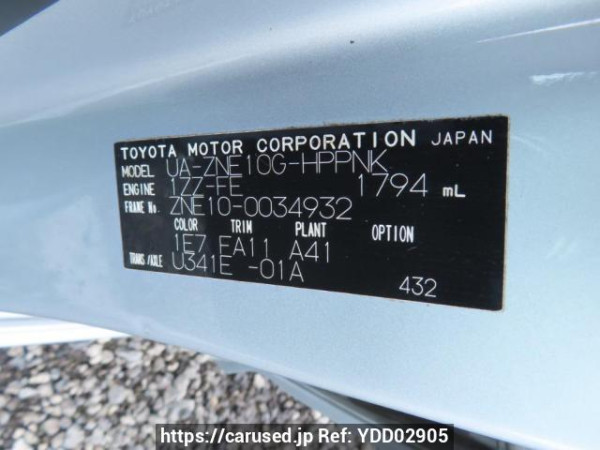 TOYOTA MOTOR CORPORATION JAPAN
MODEL UA-ZNE10G-HPPNK
ENGINE 1ZZ-FE 1794 mL
FRAME No. ZNE10-0034932
COLOR TRIM PLANT OPTION
1E7 FA11 A41
TRANS/AXLE U341E -01A
432
https://carused.jp Ref: YDD02905